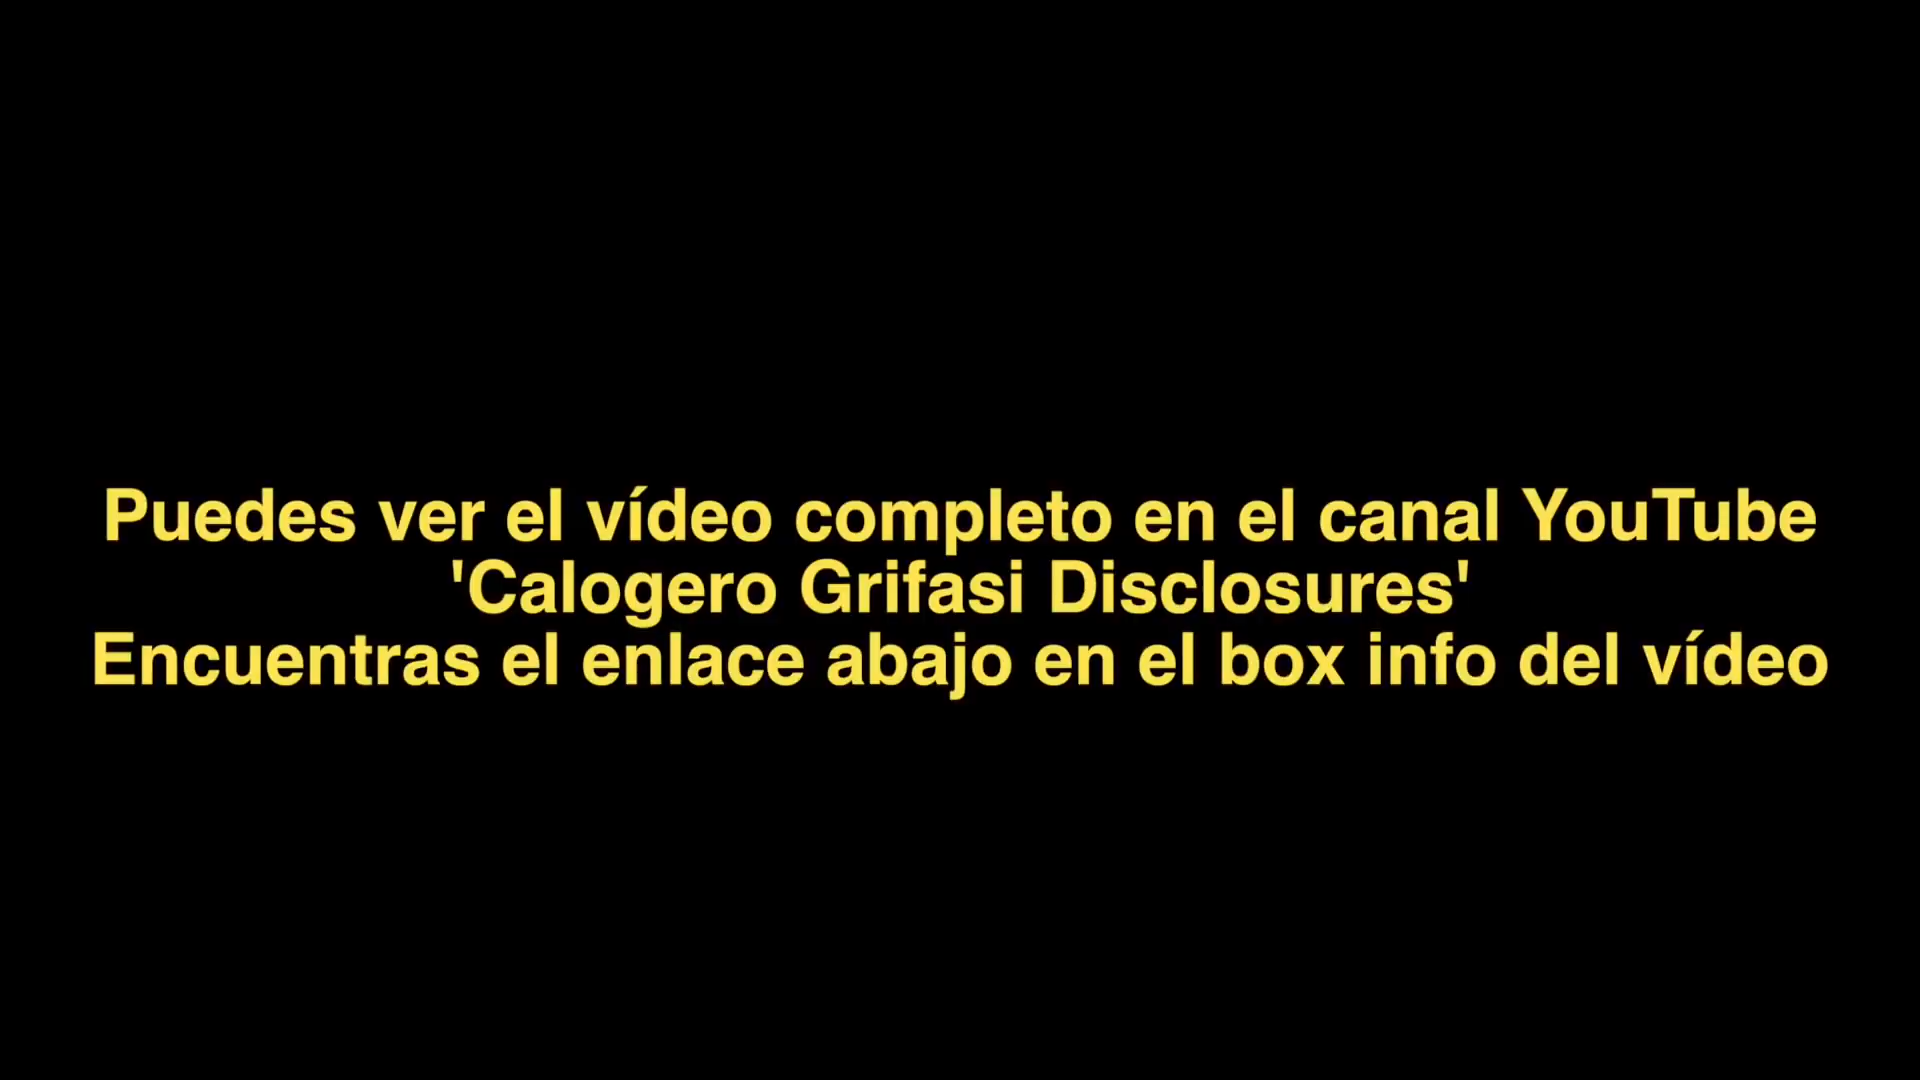 Puedes ver el vídeo completo en el canal YouTube
'Calogero Grifasi Disclosures'
Encuentras el enlace abajo en el box info del vídeo